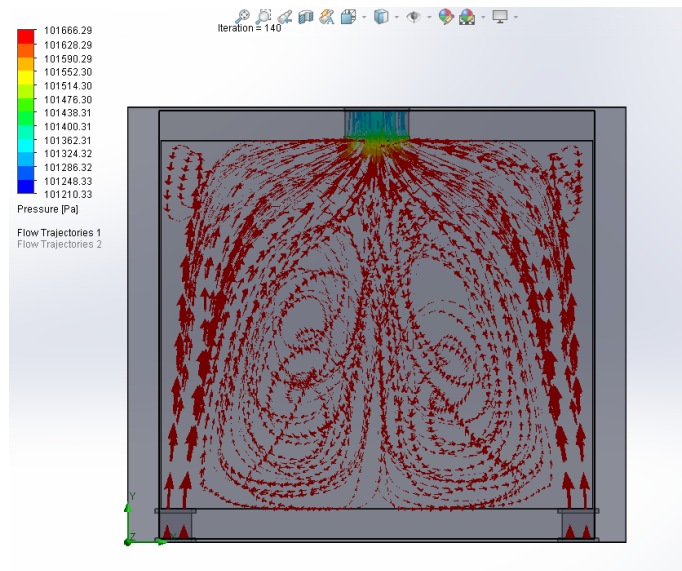 Iteration = 140
101666.29
101628.29
101590.29
101552.30
101514.30
101476.30
101438.31
101400.31
101362.31
101324.32
101286.32
101248.33
101210.33
Pressure [Pa]
Flow Trajectories 1
Flow Trajectories 2
Y
Z